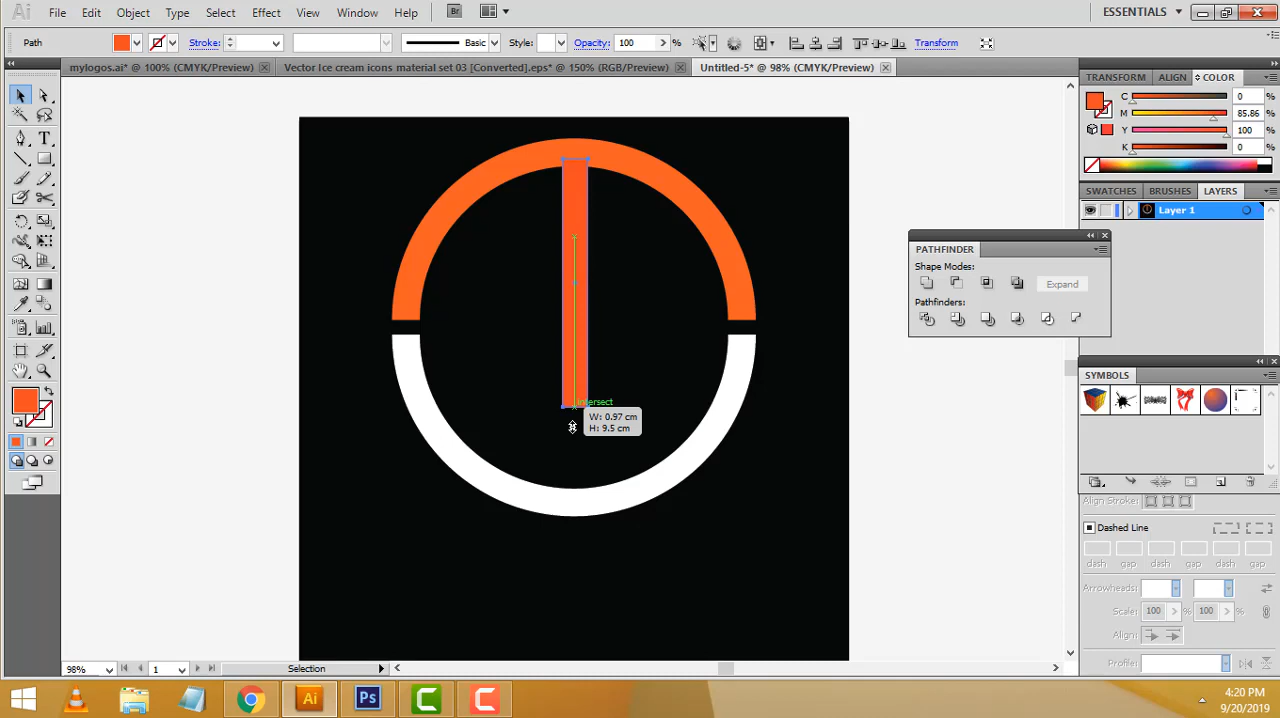 Ai File Edit Object Type Select Effect View Window Help Br ESSENTIALS
Path Stroke: Basic Style: Opacity: 100 % Transform
mylogos.ai* @ 100% (CMYK/Preview) Vector Ice cream icons material set 03 [Converted].eps* @ 150% (RGB/Preview) Untitled-5* @ 98% (CMYK/Preview)
TRANSFORM ALIGN COLOR
C 0 %
M 85.86 %
Y 100 %
K 0 %
SWATCHES BRUSHES LAYERS
Layer 1
PATHFINDER
Shape Modes:
Expand
Pathfinders:
SYMBOLS
intersect
W: 0.97 cm
H: 9.5 cm
Align Stroke:
Dashed Line
dash gap dash gap dash gap
Arrowheads:
Scale: 100 % 100 %
Align:
Profile:
98% 1 Selection
Ai Ps
4:20 PM
9/20/2019